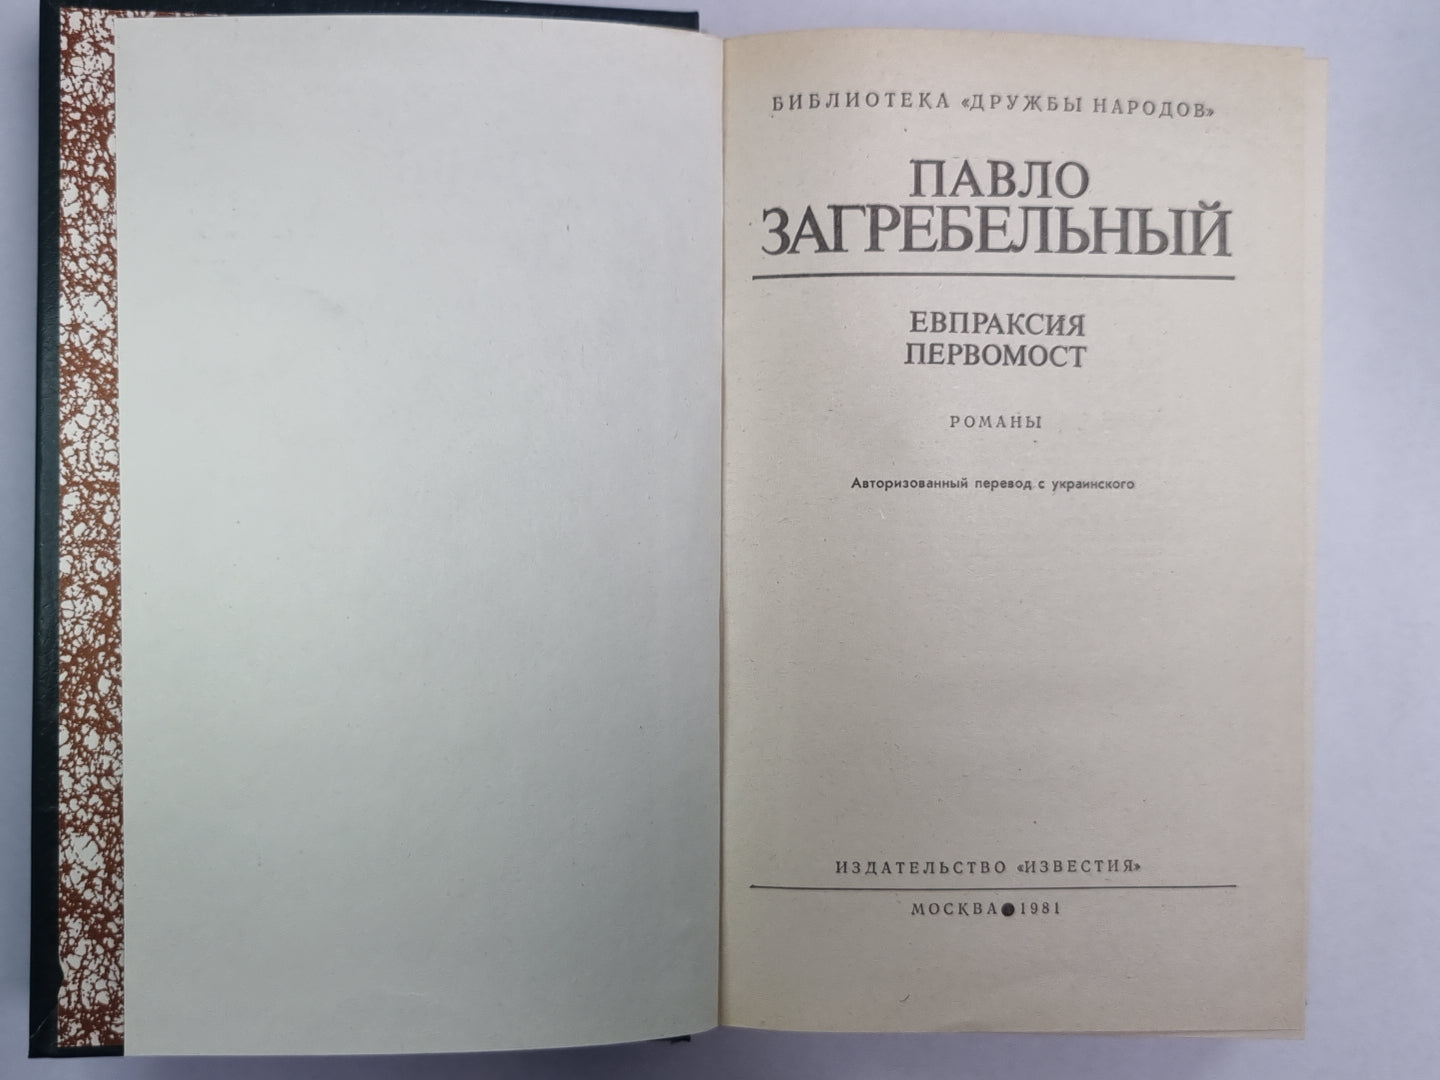 БИБЛИОТЕКА «ДРУЖБЫ НАРОДОВ»
ПАВЛО
ЗАГРЕБЕЛЬНЫЙ
ЕВПРАКСИЯ
ПЕРВОМОСТ
РОМАНЫ
Авторизованный перевод с украинского
ИЗДАТЕЛЬСТВО «ИЗВЕСТИЯ»
МОСКВА ● 1981